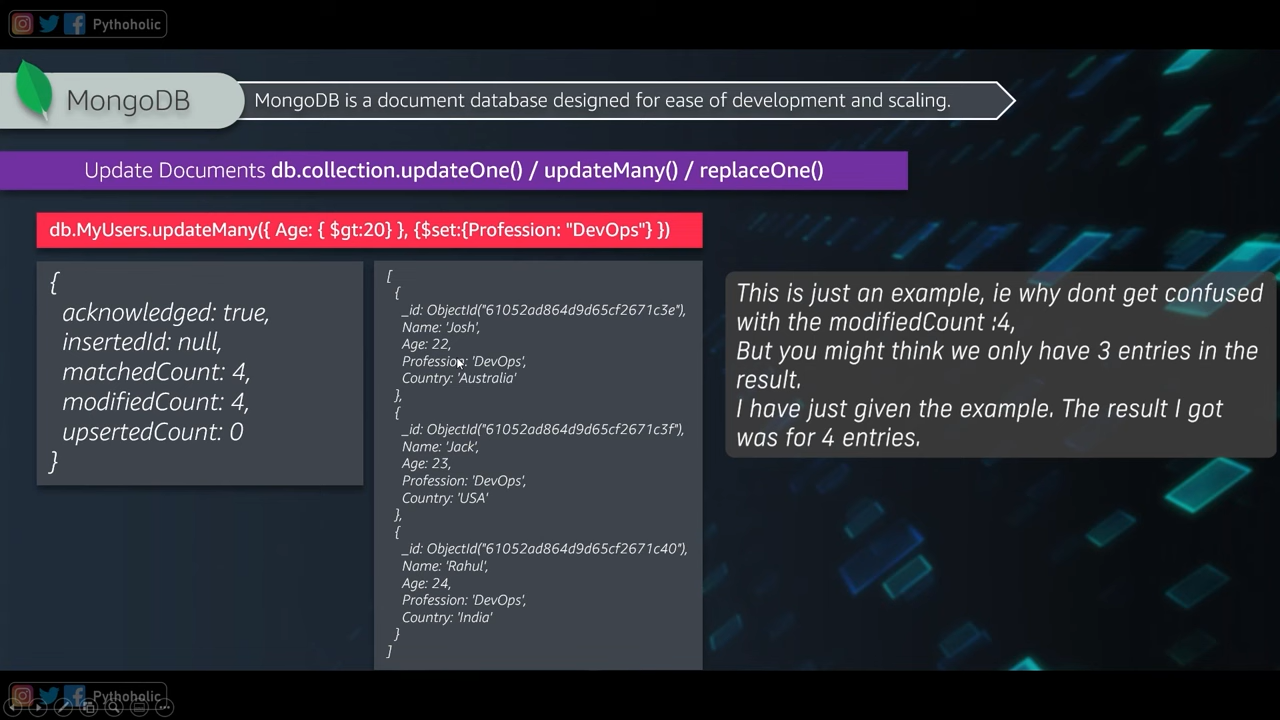 Pythoholic
MongoDB
MongoDB is a document database designed for ease of development and scaling.
Update Documents db.collection.updateOne() / updateMany() / replaceOne()
db.MyUsers.updateMany({ Age: { $gt:20} }, {$set:{Profession: "DevOps"} })
{
acknowledged: true,
insertedId: null,
matchedCount: 4,
modifiedCount: 4,
upsertedCount: 0
}
[
{
_id: ObjectId("61052ad864d9d65cf2671c3e"),
Name: 'Josh',
Age: 22,
Profession: 'DevOps',
Country: 'Australia'
},
{
_id: ObjectId("61052ad864d9d65cf2671c3f"),
Name: 'Jack',
Age: 23,
Profession: 'DevOps',
Country: 'USA'
},
{
_id: ObjectId("61052ad864d9d65cf2671c40"),
Name: 'Rahul',
Age: 24,
Profession: 'DevOps',
Country: 'India'
}
]
This is just an example, ie why dont get confused
with the modifiedCount :4,
But you might think we only have 3 entries in the
result.
I have just given the example. The result I got
was for 4 entries.
Pythoholic